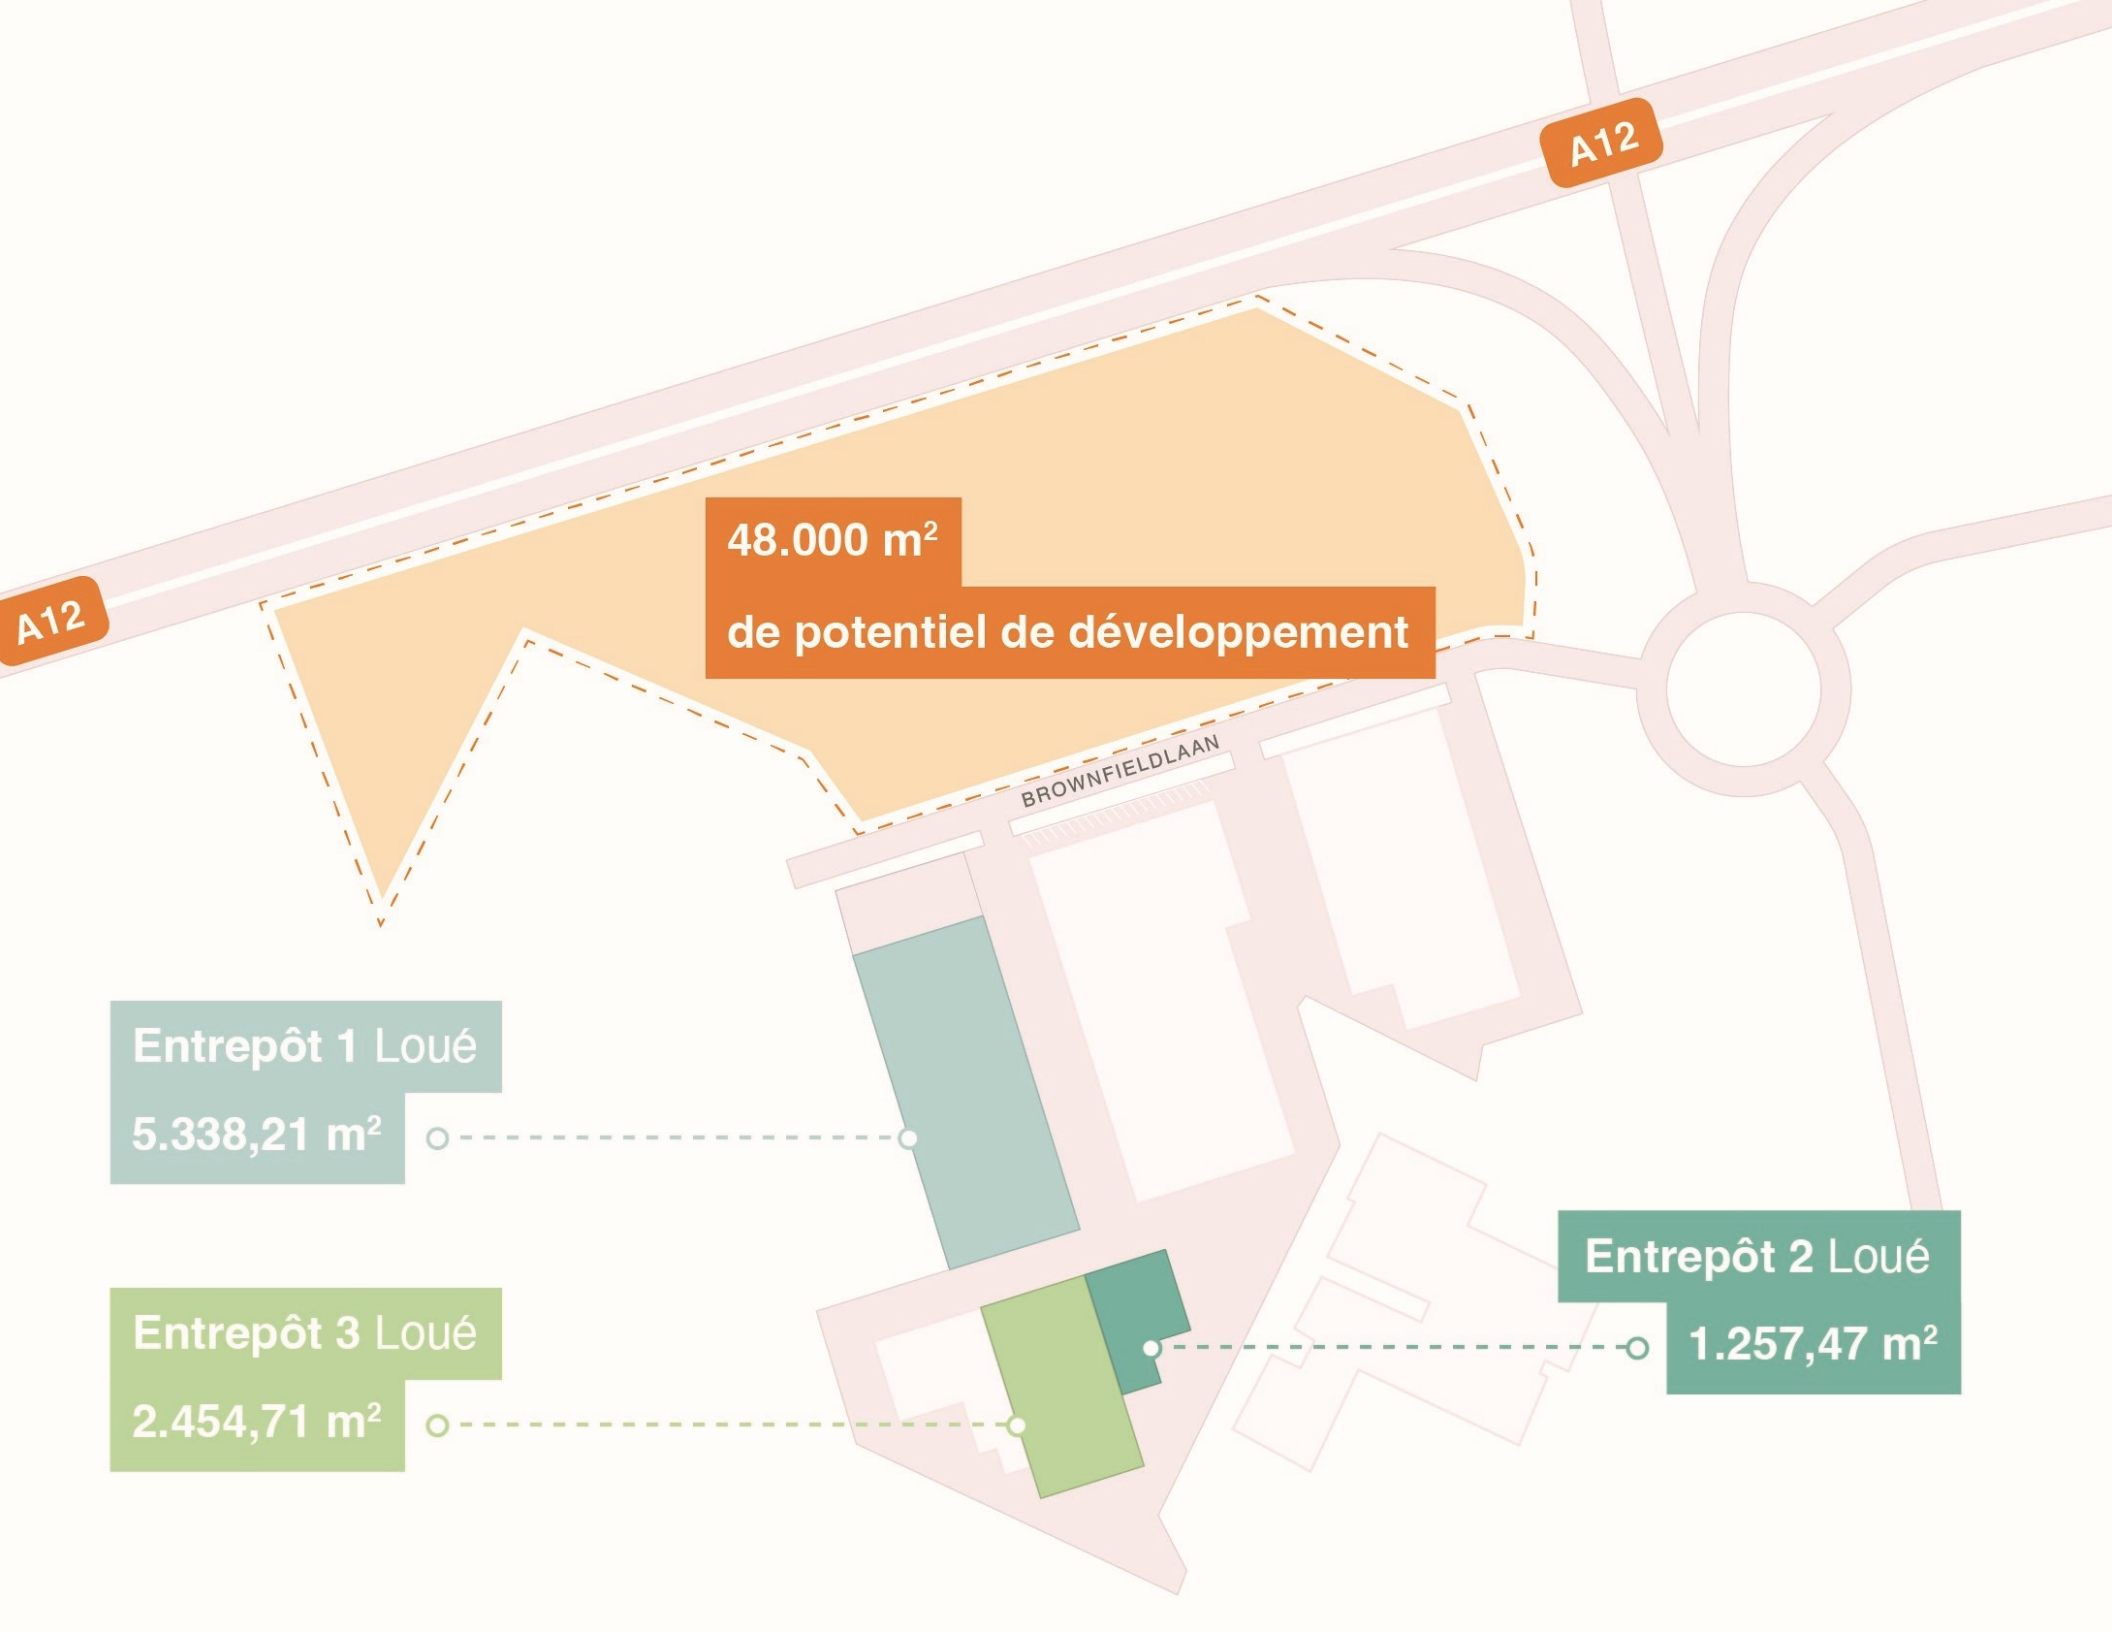 A12
A12
48.000 m²
de potentiel de développement
BROWNFIELDLAAN
Entrepôt 1 Loué
5.338,21 m²
Entrepôt 2 Loué
1.257,47 m²
Entrepôt 3 Loué
2.454,71 m²